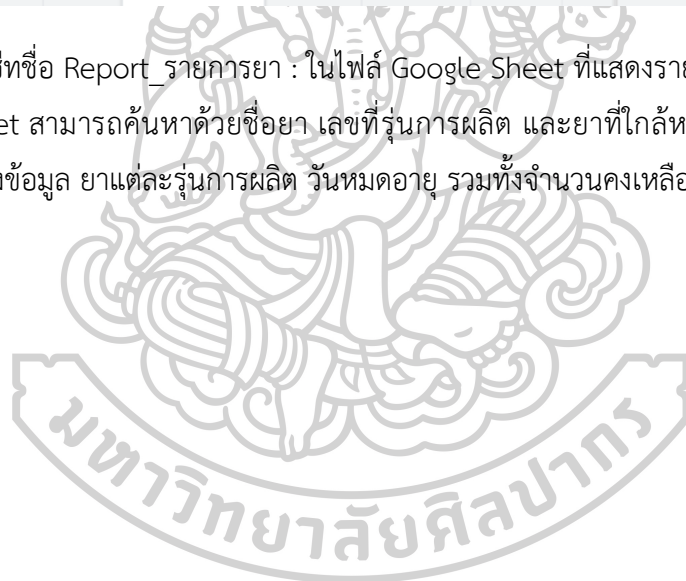 ชีทชื่อ Report_รายการยา : ในไฟล์ Google Sheet ที่แสดงราย
et สามารถค้นหาด้วยชื่อยา เลขที่รุ่นการผลิต และยาที่ใกล้ห
งข้อมูล ยาแต่ละรุ่นการผลิต วันหมดอายุ รวมทั้งจำนวนคงเหลือ
มหาวิทยาลัยศิลปากร